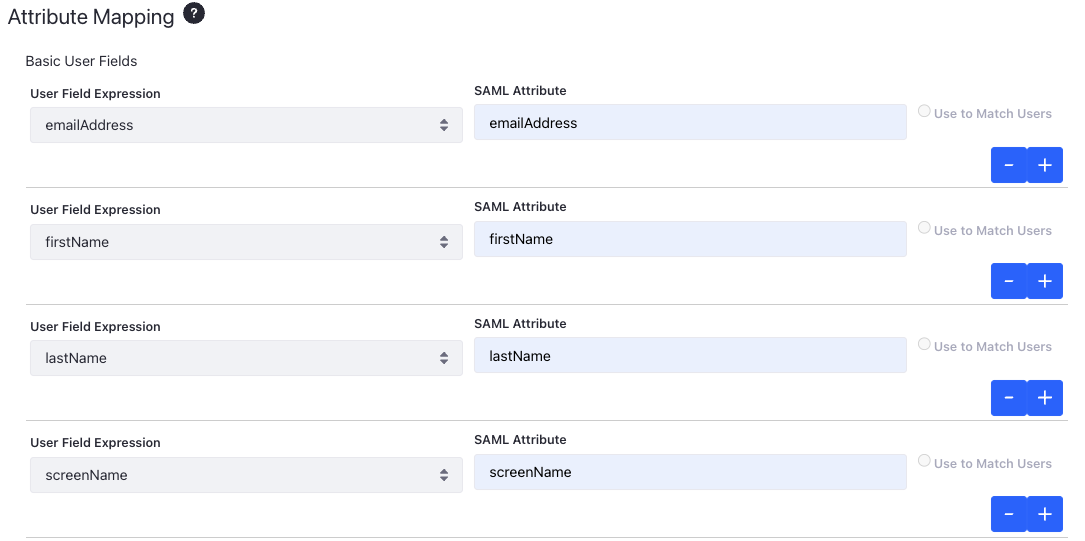 Attribute Mapping ?
Basic User Fields
User Field Expression SAML Attribute
emailAddress emailAddress Use to Match Users
- +
User Field Expression SAML Attribute
firstName firstName Use to Match Users
- +
User Field Expression SAML Attribute
lastName lastName Use to Match Users
- +
User Field Expression SAML Attribute
screenName screenName Use to Match Users
- +